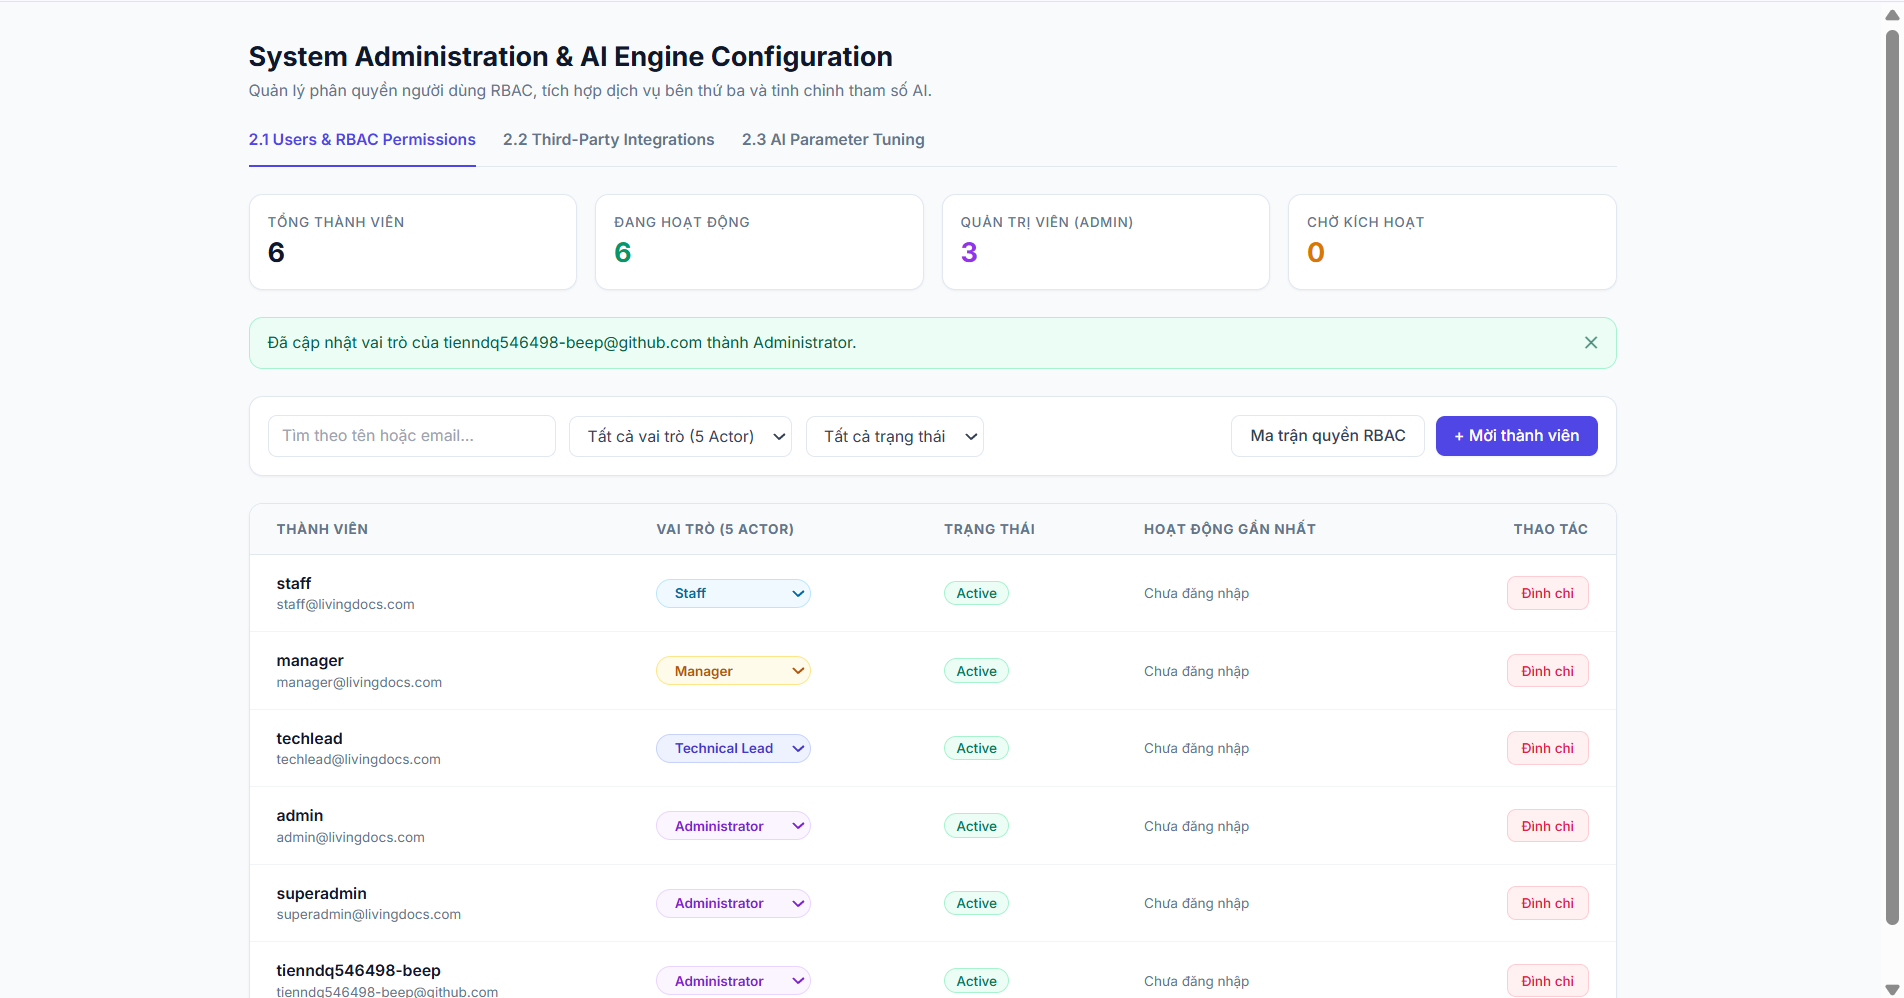 System Administration & AI Engine Configuration
Quản lý phân quyền người dùng RBAC, tích hợp dịch vụ bên thứ ba và tinh chỉnh tham số AI.
2.1 Users & RBAC Permissions 2.2 Third-Party Integrations 2.3 AI Parameter Tuning
TỔNG THÀNH VIÊN ĐANG HOẠT ĐỘNG QUẢN TRỊ VIÊN (ADMIN) CHỜ KÍCH HOẠT
6 6 3 0
Đã cập nhật vai trò của tienndq546498-beep@github.com thành Administrator.
Tìm theo tên hoặc email... Tất cả vai trò (5 Actor) Tất cả trạng thái Ma trận quyền RBAC + Mời thành viên
THÀNH VIÊN VAI TRÒ (5 ACTOR) TRẠNG THÁI HOẠT ĐỘNG GẦN NHẤT THAO TÁC
staff
staff@livingdocs.com
Staff Active Chưa đăng nhập Đình chỉ
manager
manager@livingdocs.com
Manager Active Chưa đăng nhập Đình chỉ
techlead
techlead@livingdocs.com
Technical Lead Active Chưa đăng nhập Đình chỉ
admin
admin@livingdocs.com
Administrator Active Chưa đăng nhập Đình chỉ
superadmin
superadmin@livingdocs.com
Administrator Active Chưa đăng nhập Đình chỉ
tienndq546498-beep
tienndq546498-beep@github.com
Administrator Active Chưa đăng nhập Đình chỉ